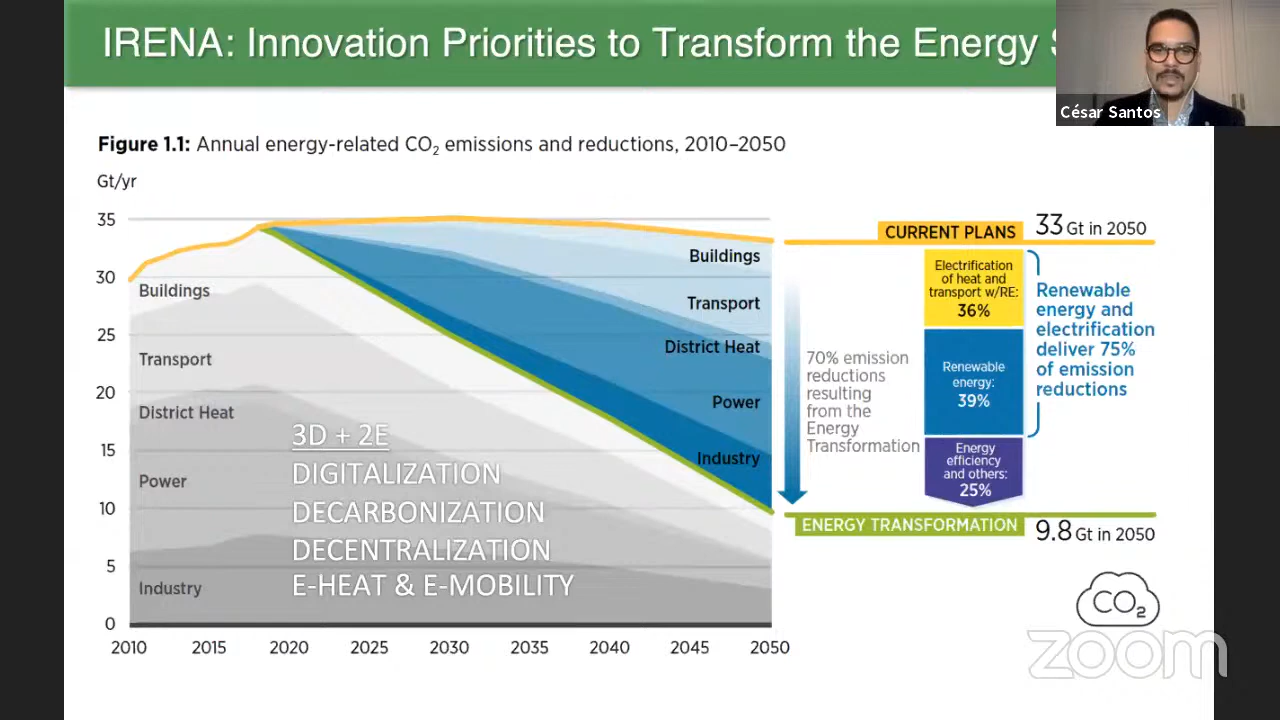 IRENA: Innovation Priorities to Transform the Energy
César Santos
Figure 1.1: Annual energy-related CO₂ emissions and reductions, 2010–2050
Gt/yr
35
30
25
20
15
10
5
0
2010
2015
2020
2025
2030
2035
2040
2045
2050
Buildings
Transport
District Heat
Power
Industry
3D + 2E
DIGITALIZATION
DECARBONIZATION
DECENTRALIZATION
E-HEAT & E-MOBILITY
Buildings
Transport
District Heat
Power
Industry
70% emission
reductions
resulting
from the
Energy
Transformation
CURRENT PLANS
33 Gt in 2050
Electrification
of heat and
transport w/RE:
36%
Renewable
energy:
39%
Energy
efficiency
and others:
25%
Renewable
energy and
electrification
deliver 75%
of emission
reductions
ENERGY TRANSFORMATION
9.8 Gt in 2050
CO₂
zoom